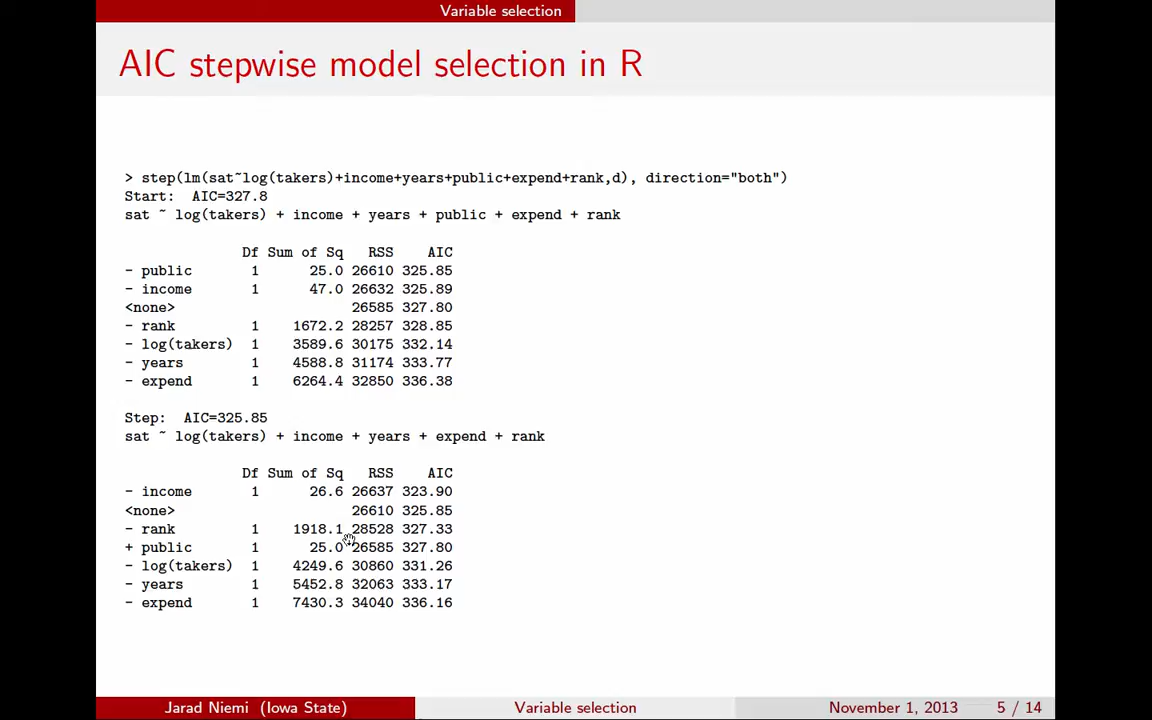 Variable selection
AIC stepwise model selection in R
> step(lm(sat~log(takers)+income+years+public+expend+rank,d), direction="both")
Start:  AIC=327.8
sat ~ log(takers) + income + years + public + expend + rank
Df Sum of Sq   RSS    AIC
- public       1      25.0 26610 325.85
- income       1      47.0 26632 325.89
<none>                     26585 327.80
- rank         1    1672.2 28257 328.85
- log(takers)  1    3589.6 30175 332.14
- years        1    4588.8 31174 333.77
- expend       1    6264.4 32850 336.38
Step:  AIC=325.85
sat ~ log(takers) + income + years + expend + rank
Df Sum of Sq   RSS    AIC
- income       1      26.6 26637 323.90
<none>                     26610 325.85
- rank         1    1918.1 28528 327.33
+ public       1      25.0 26585 327.80
- log(takers)  1    4249.6 30860 331.26
- years        1    5452.8 32063 333.17
- expend       1    7430.3 34040 336.16
Jarad Niemi (Iowa State) Variable selection November 1, 2013 5 / 14